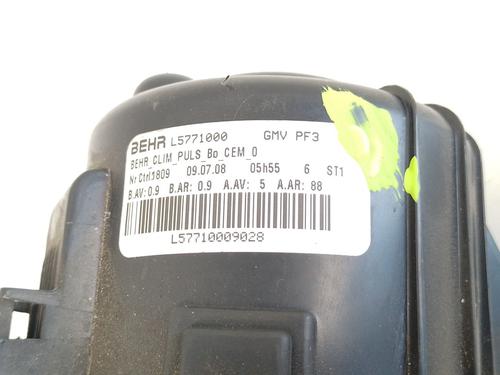 BEHR L5771000 GMV PF3
BEHR_CLIM_PULS_Bo_CEM_O
Nr Ctrl1809 09.07.08 05h55 6 ST1
B.AV:0.9 B.AR: 0.9 A.AV: 5 A.AR: 88
L57710009028